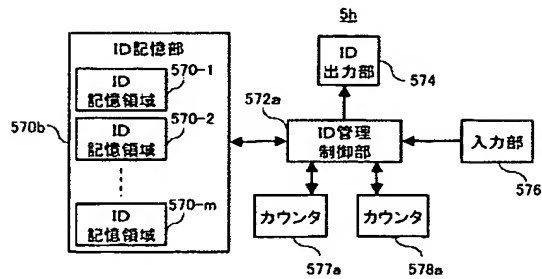 5h
ID記憶部
ID
記憶領域
570-1
ID
記憶領域
570-2
ID
記憶領域
570-m
570b
ID
出力部
574
572a
ID管理
制御部
入力部
576
カウンタ
577a
カウンタ
578a